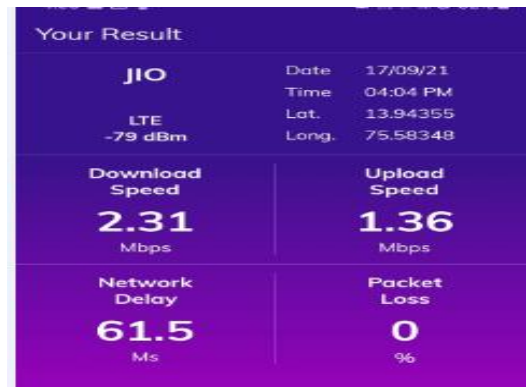 Your Result
JIO
LTE
-79 dBm
Date 17/09/21
Time 04:04 PM
Lat. 13.94355
Long. 75.58348
Download
Speed
2.31
Mbps
Upload
Speed
1.36
Mbps
Network
Delay
61.5
Ms
Packet
Loss
0
%